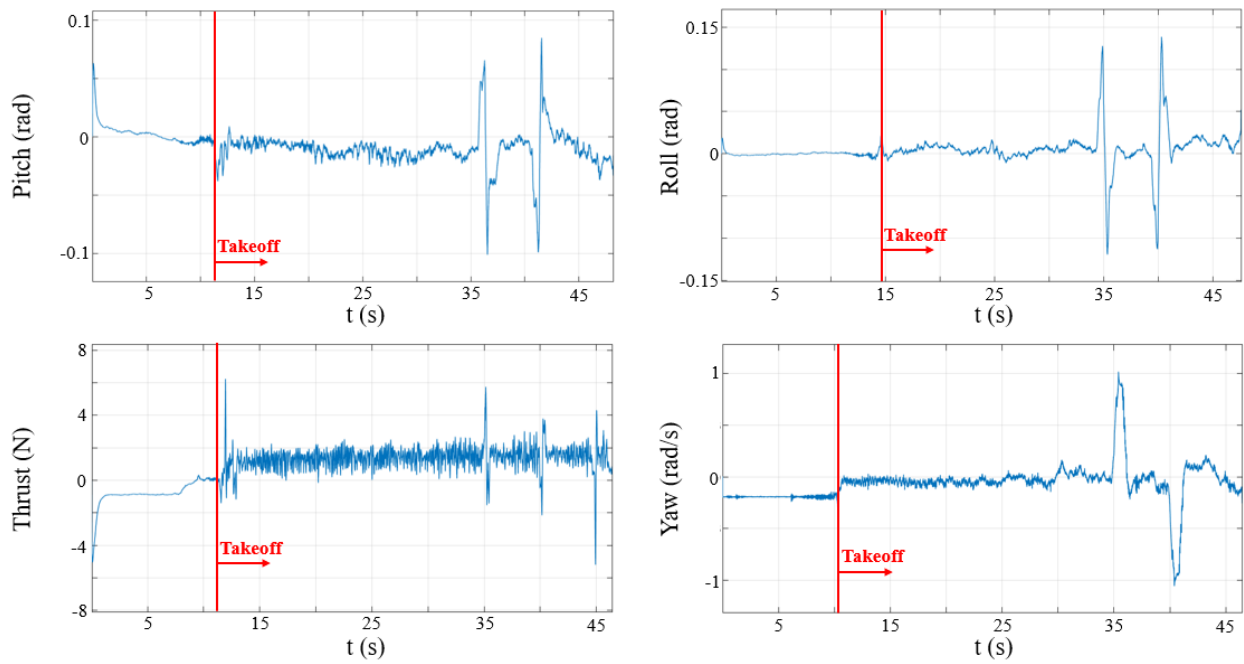 0.1
0
-0.1
Pitch (rad)
Takeoff
5 15 25 35 45
t (s)
0.15
0
-0.15
Roll (rad)
Takeoff
5 15 25 35 45
t (s)
8
4
0
-4
-8
Thrust (N)
Takeoff
5 15 25 35 45
t (s)
1
0
-1
Yaw (rad/s)
Takeoff
5 15 25 35 45
t (s)